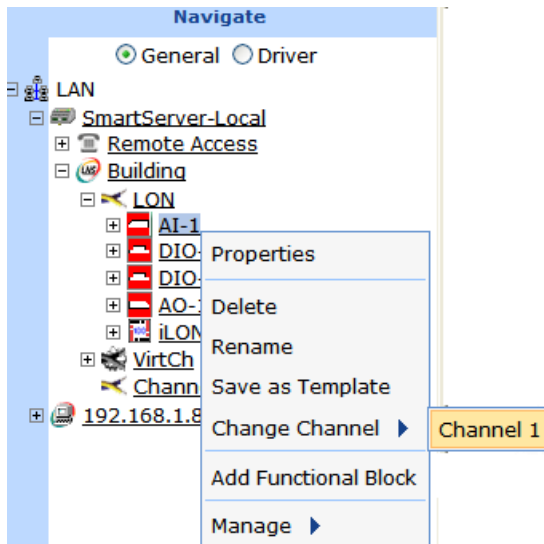 Navigate
General Driver
LAN
SmartServer-Local
Remote Access
Building
LON
AI-1
DIO-
Properties
DIO-
AO-
Delete
iLON
Rename
VirtCh
Save as Template
Chann
192.168.1.8
Change Channel
Channel 1
Add Functional Block
Manage